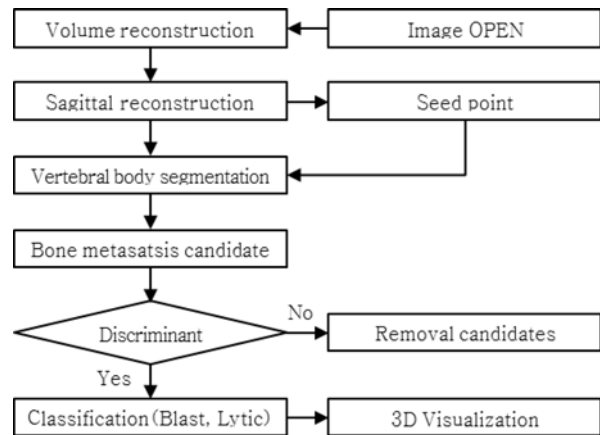 Volume reconstruction
Image OPEN
Sagittal reconstruction
Seed point
Vertebral body segmentation
Bone metasatsis candidate
Discriminant
No
Removal candidates
Yes
Classification(Blast, Lytic)
3D Visualization